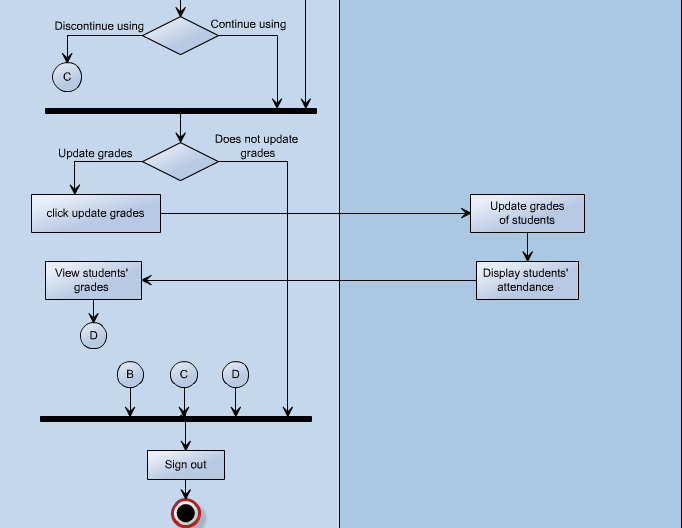 Discontinue using
Continue using
C
Does not update
grades
Update grades
click update grades
Update grades
of students
View students'
grades
Display students'
attendance
D
B
C
D
Sign out